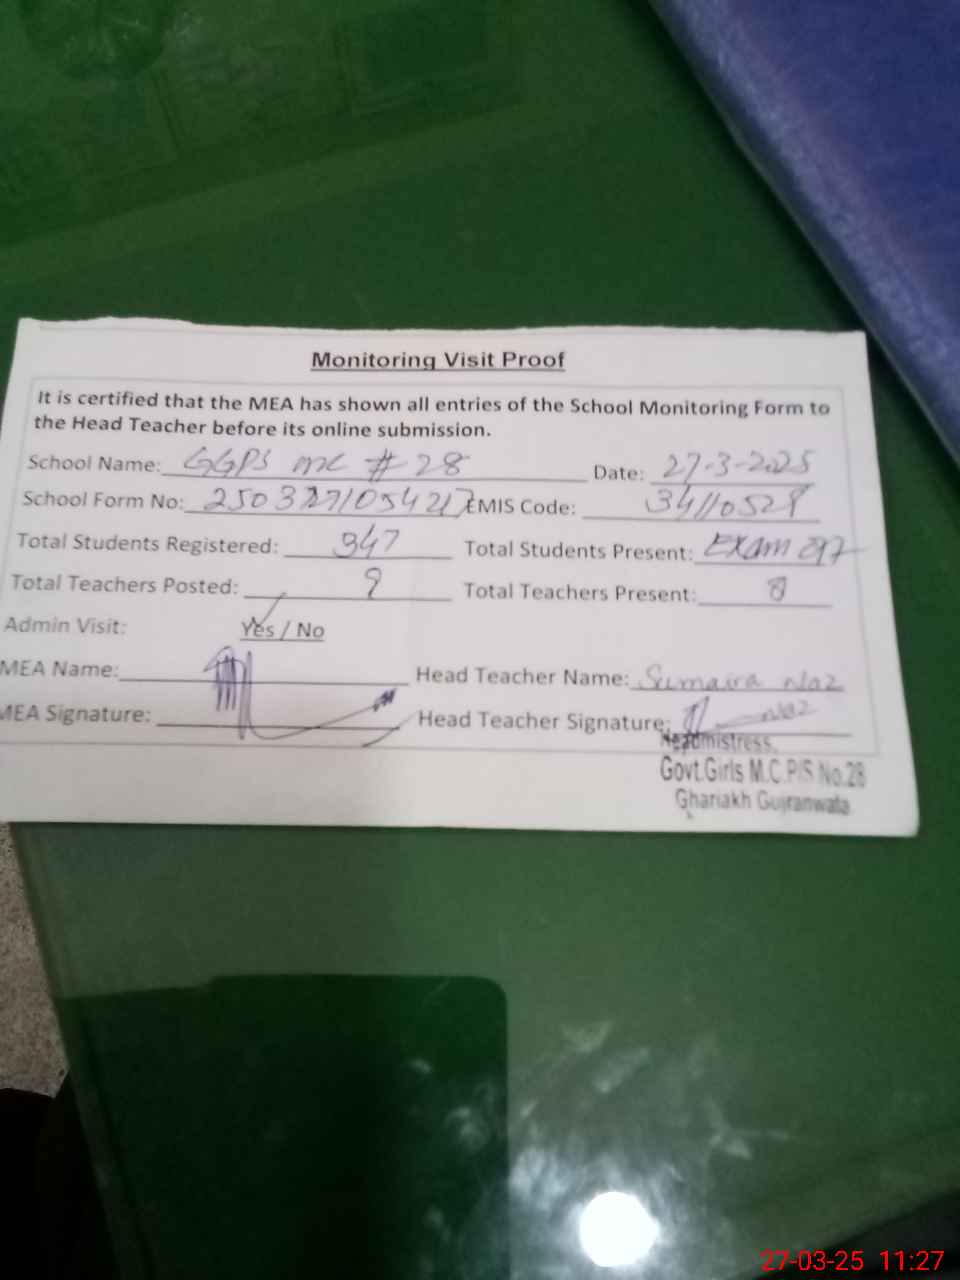 Monitoring Visit Proof
It is certified that the MEA has shown all entries of the School Monitoring Form to
the Head Teacher before its online submission.
School Name: GGPS MC # 28 Date: 27-3-2025
School Form No: EMIS Code:
Total Students Registered: 347 Total Students Present: Exam
Total Teachers Posted: 9 Total Teachers Present: 8
Admin Visit: Yes / No
MEA Name: Head Teacher Name: Sumaira Naz
MEA Signature: Head Teacher Signature: Naz
Headmistress.
Govt.Girls M.C.P/S No.28
Gharjakh Gujranwala
27-03-25 11:27